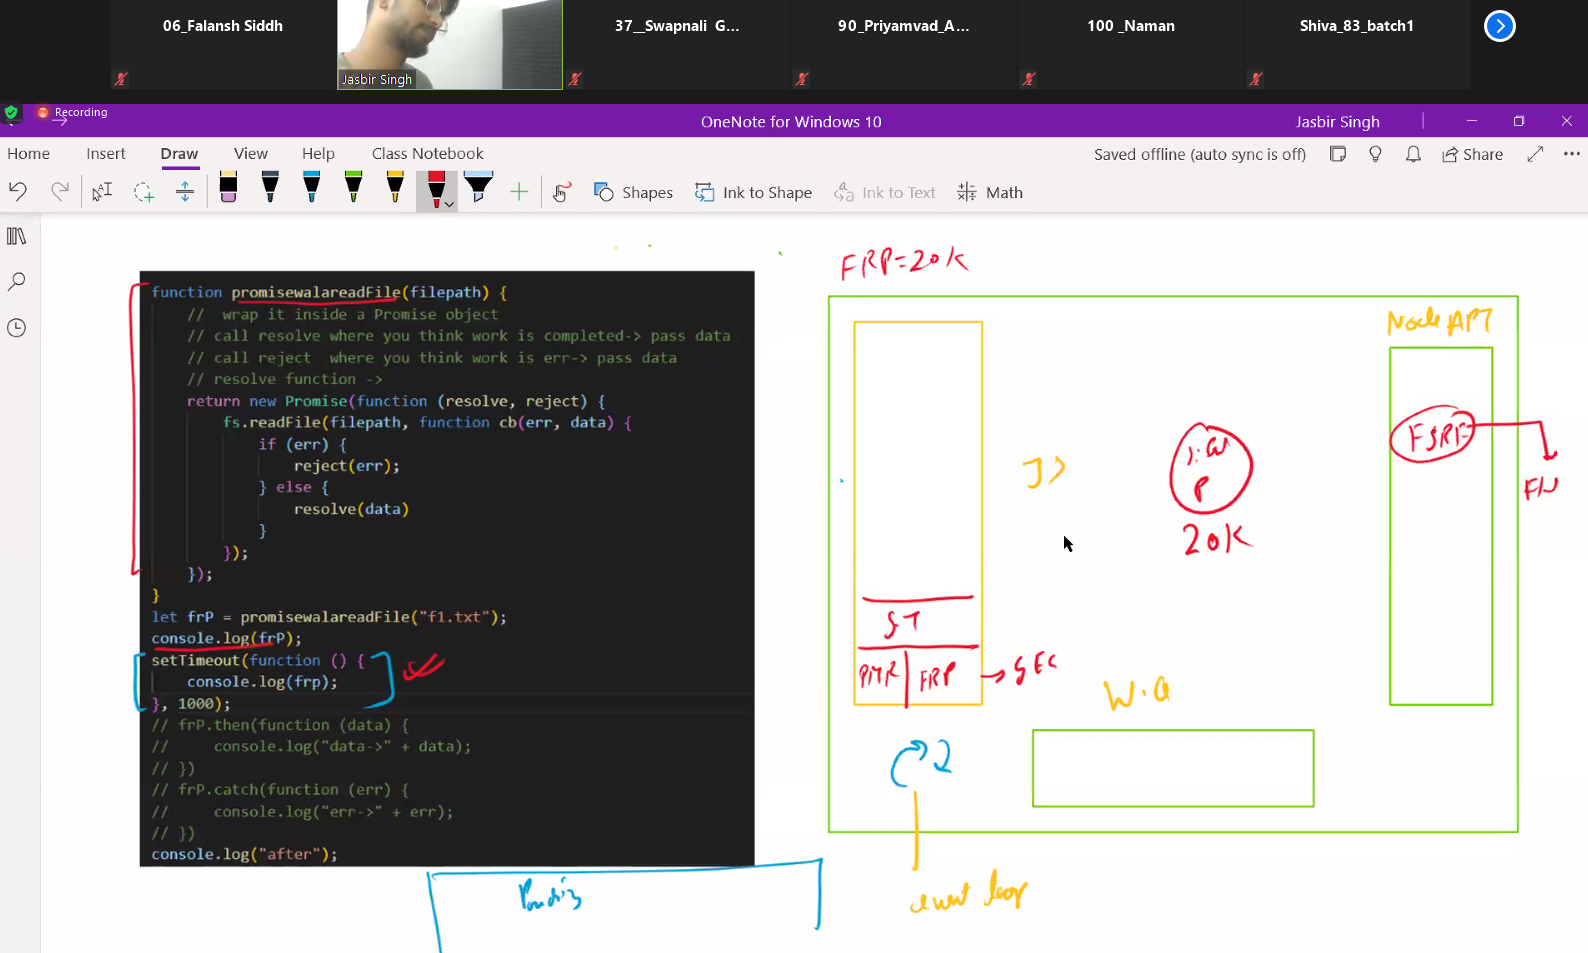 06_Falansh Siddh
Jasbir Singh
37__Swapnali G...
90_Priyamvad_A...
100 _Naman
Shiva_83_batch1
Recording
OneNote for Windows 10
Jasbir Singh
Home Insert Draw View Help Class Notebook
Saved offline (auto sync is off)
Share
Shapes
Ink to Shape
Ink to Text
Math
function promisewalareadFile(filepath) {
// wrap it inside a Promise object
// call resolve where you think work is completed-> pass data
// call reject where you think work is err-> pass data
// resolve function ->
return new Promise(function (resolve, reject) {
fs.readFile(filepath, function cb(err, data) {
if (err) {
reject(err);
} else {
resolve(data)
}
});
});
}
let frP = promisewalareadFile("f1.txt");
console.log(frP);
setTimeout(function () {
console.log(frp);
}, 1000);
// frP.then(function (data) {
// console.log("data->" + data);
// })
// frP.catch(function (err) {
// console.log("err->" + err);
// })
console.log("after");
FRP=20K
Node API
FSRF
FN
P
20K
ST
FRP
GEC
W.Q
event loop